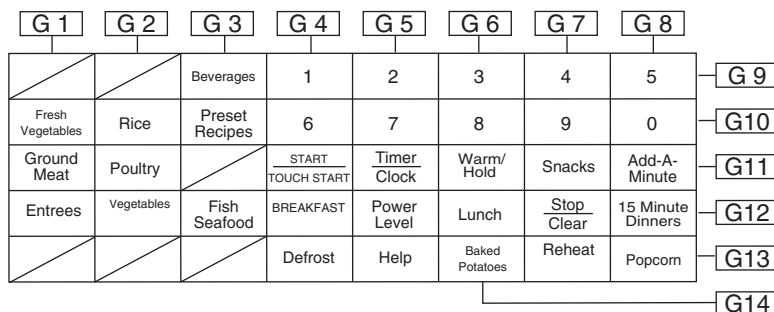 G 1 G 2 G 3 G 4 G 5 G 6 G 7 G 8
Beverages 1 2 3 4 5 G 9
Fresh Vegetables Rice Preset Recipes 6 7 8 9 0 G10
Ground Meat Poultry START TOUCH START Timer Clock Warm/ Hold Snacks Add-A- Minute G11
Entrees Vegetables Fish Seafood BREAKFAST Power Level Lunch Stop Clear 15 Minute Dinners G12
Defrost Help Baked Potatoes Reheat Popcorn G13
G14